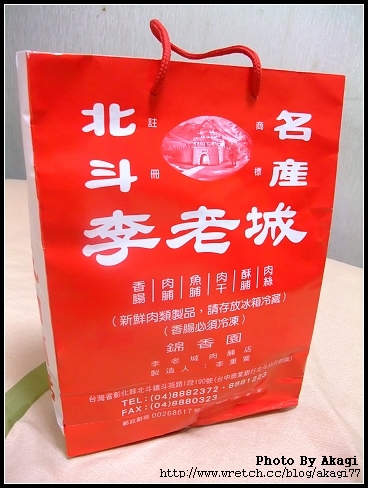 北斗
註冊
商標
名產
李老城
香腸
肉脯
魚脯
肉干
酥脯
肉絲
(新鮮肉類製品，請存放冰箱冷藏)
(香腸必須冷凍)
錦香園
李老城肉脯店
製造人：李重
台灣省彰化縣北斗鎮斗苑路1段190號
TEL:(04)8882372‧8881223
FAX:(04)8880323
00268617
Photo By Akagi
http://www.wretch.cc/blog/akagi77